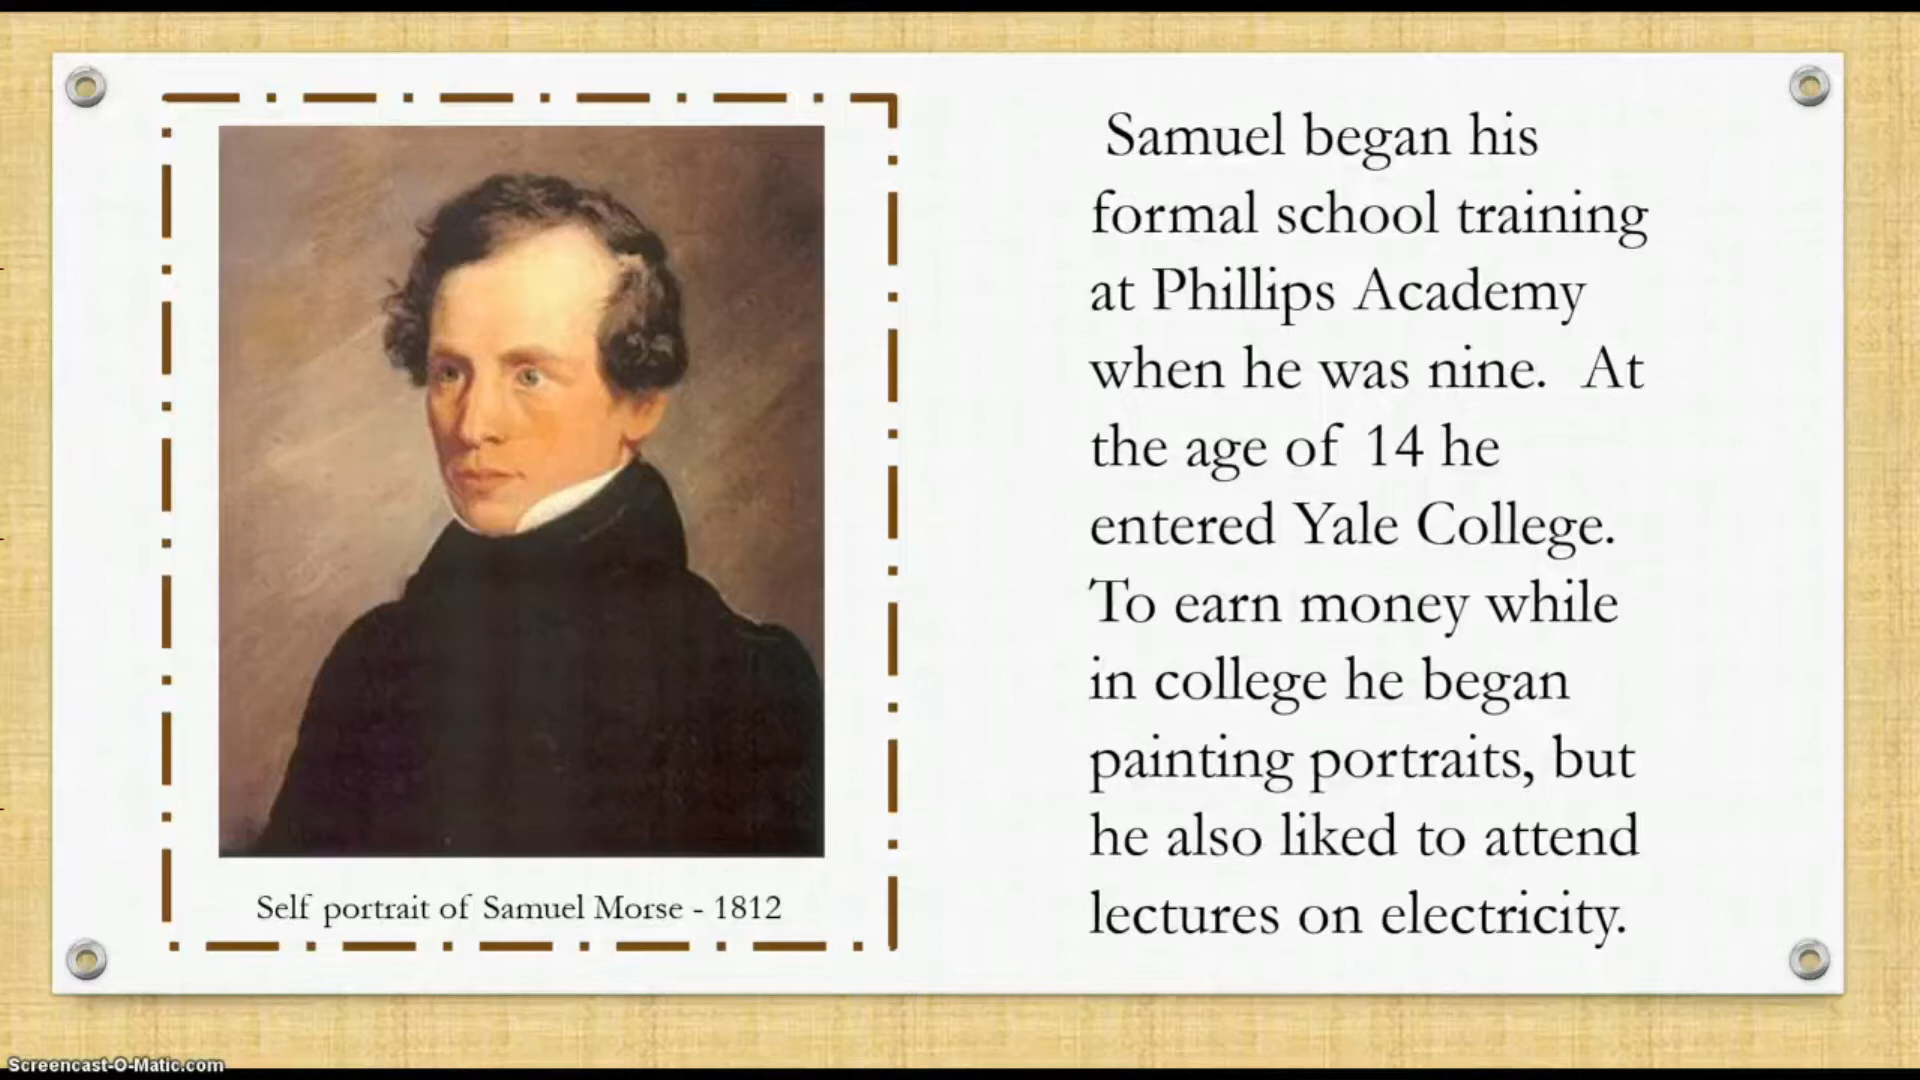 Samuel began his
formal school training
at Phillips Academy
when he was nine. At
the age of 14 he
entered Yale College.
To earn money while
in college he began
painting portraits, but
he also liked to attend
lectures on electricity.
Self portrait of Samuel Morse - 1812
Screencast-O-Matic.com